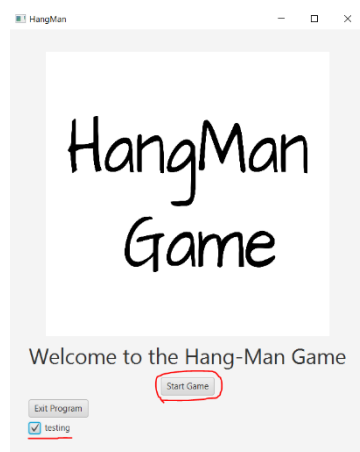 HangMan
HangMan
Game
Welcome to the Hang-Man Game
Start Game
Exit Program
testing